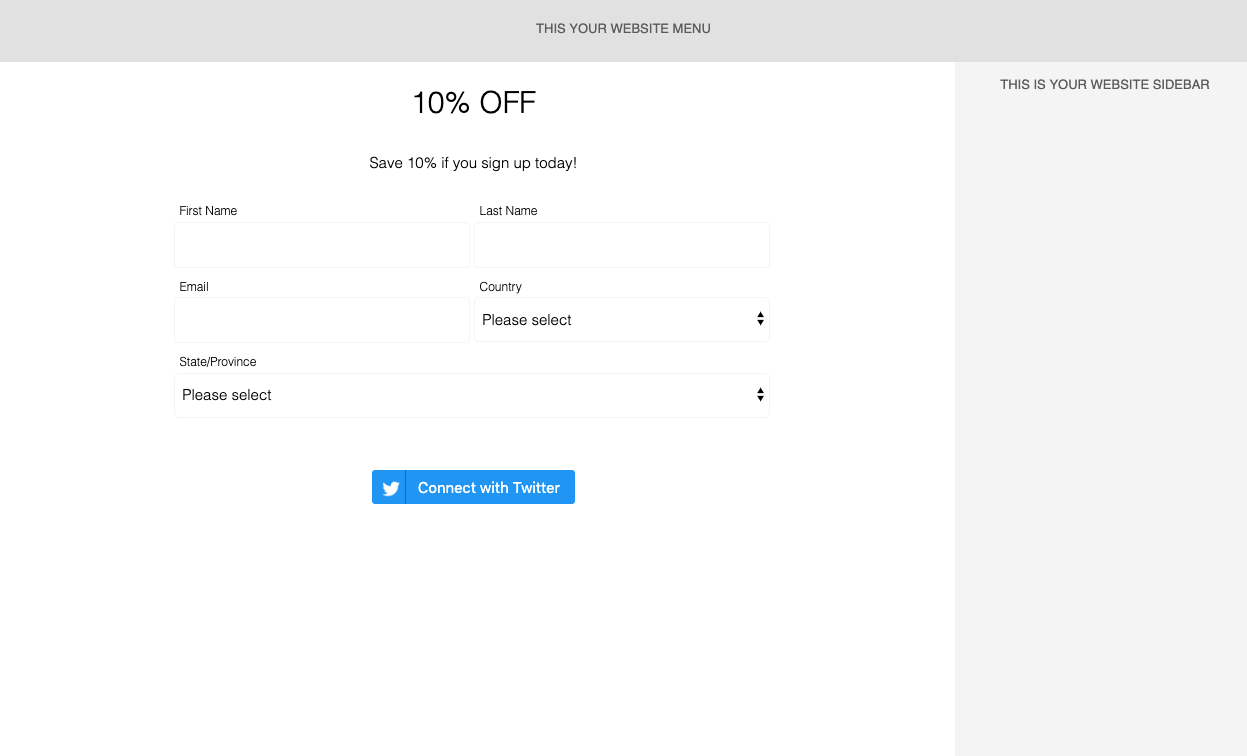 THIS YOUR WEBSITE MENU
THIS IS YOUR WEBSITE SIDEBAR
10% OFF
Save 10% if you sign up today!
First Name
Last Name
Email
Country
Please select
State/Province
Please select
Connect with Twitter